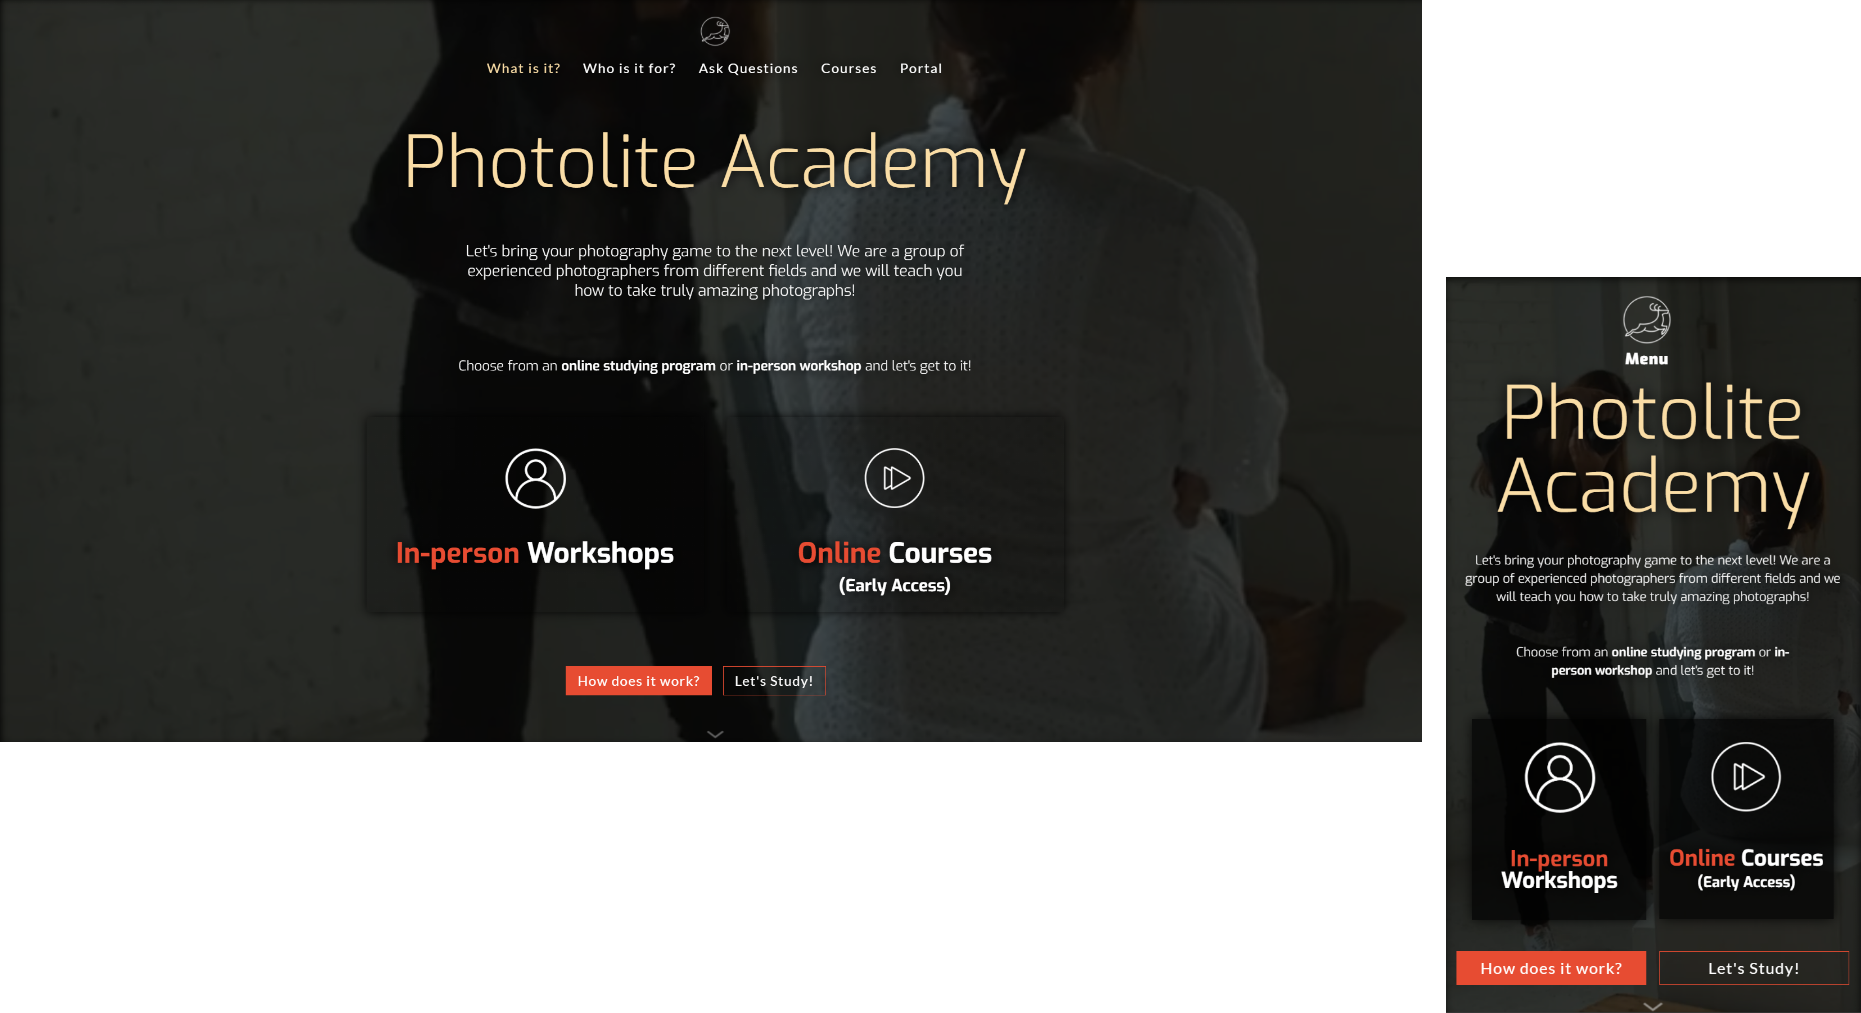 What is it? Who is it for? Ask Questions Courses Portal
Photolite Academy
Let's bring your photography game to the next level! We are a group of
experienced photographers from different fields and we will teach you
how to take truly amazing photographs!
Choose from an online studying program or in-person workshop and let's get to it!
In-person Workshops
Online Courses
(Early Access)
How does it work? Let's Study!
Menu
Photolite
Academy
Let's bring your photography game to the next level! We are a
group of experienced photographers from different fields and we
will teach you how to take truly amazing photographs!
Choose from an online studying program or in-
person workshop and let's get to it!
In-person
Workshops
Online Courses
(Early Access)
How does it work? Let's Study!